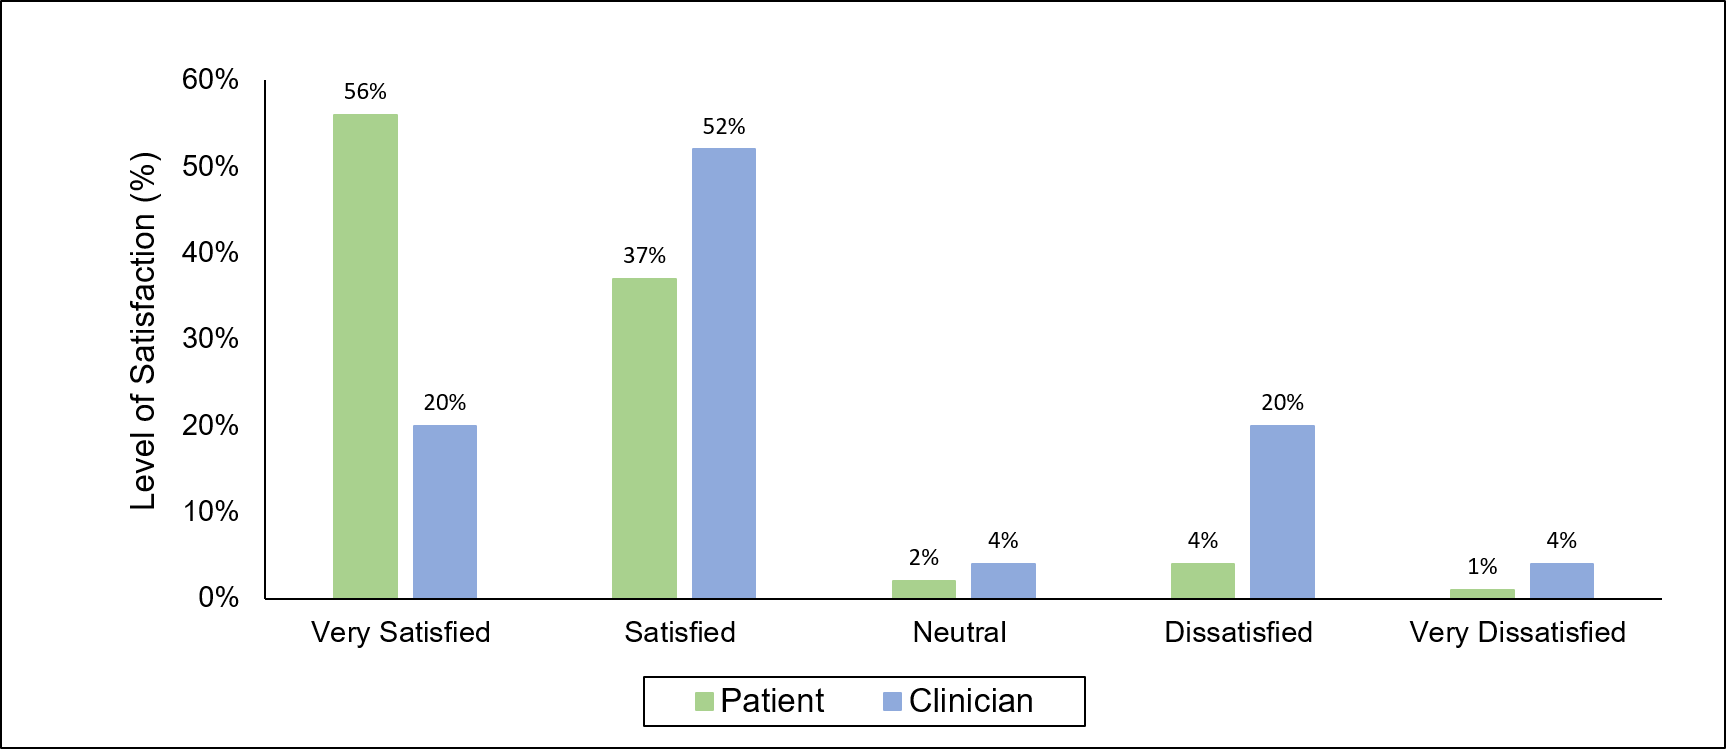 60%
50%
40%
30%
20%
10%
0%
Level of Satisfaction (%)
56%
20%
37%
52%
2%
4%
4%
20%
1%
4%
Very Satisfied
Satisfied
Neutral
Dissatisfied
Very Dissatisfied
Patient
Clinician